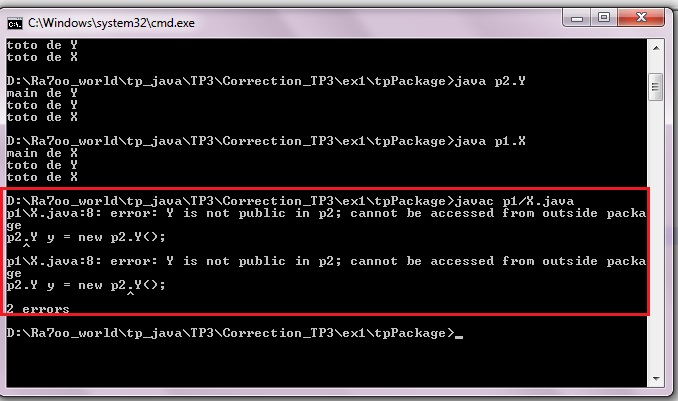 C:\Windows\system32\cmd.exe
toto de Y
toto de X
D:\Ra7oo_world\tp_java\TP3\Correction_TP3\ex1\tpPackage>java p2.Y
main de Y
toto de Y
toto de X
D:\Ra7oo_world\tp_java\TP3\Correction_TP3\ex1\tpPackage>java p1.X
main de X
toto de Y
toto de X
D:\Ra7oo_world\tp_java\TP3\Correction_TP3\ex1\tpPackage>javac p1/X.java
p1\X.java:8: error: Y is not public in p2; cannot be accessed from outside packa
ge
p2.Y y = new p2.Y();
^
p1\X.java:8: error: Y is not public in p2; cannot be accessed from outside packa
ge
p2.Y y = new p2.Y();
^
2 errors
D:\Ra7oo_world\tp_java\TP3\Correction_TP3\ex1\tpPackage>_